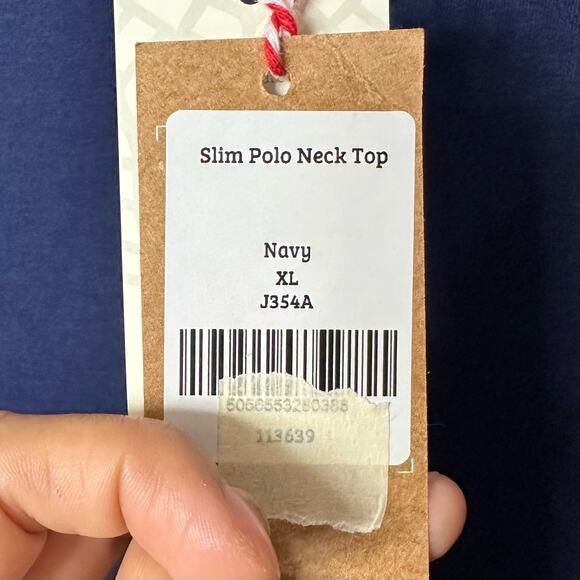 Slim Polo Neck Top
Navy
XL
J354A
113639